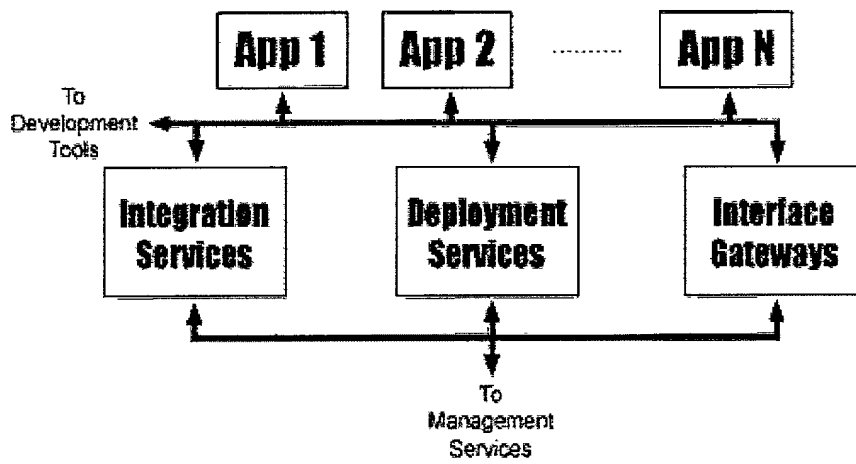 App 1
App 2
App N
To
Development
Tools
Integration
Services
Deployment
Services
Interface
Gateways
To
Management
Services